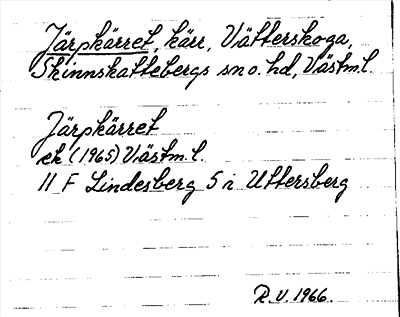 Järpkärret, kärr, Vätterskoga,
Skinnskattebergs sn o. hd, Västm.l.
Järpkärret
ek (1965) Västm.l.
11 F Lindesberg 5 i Uttersberg
R.V. 1966.